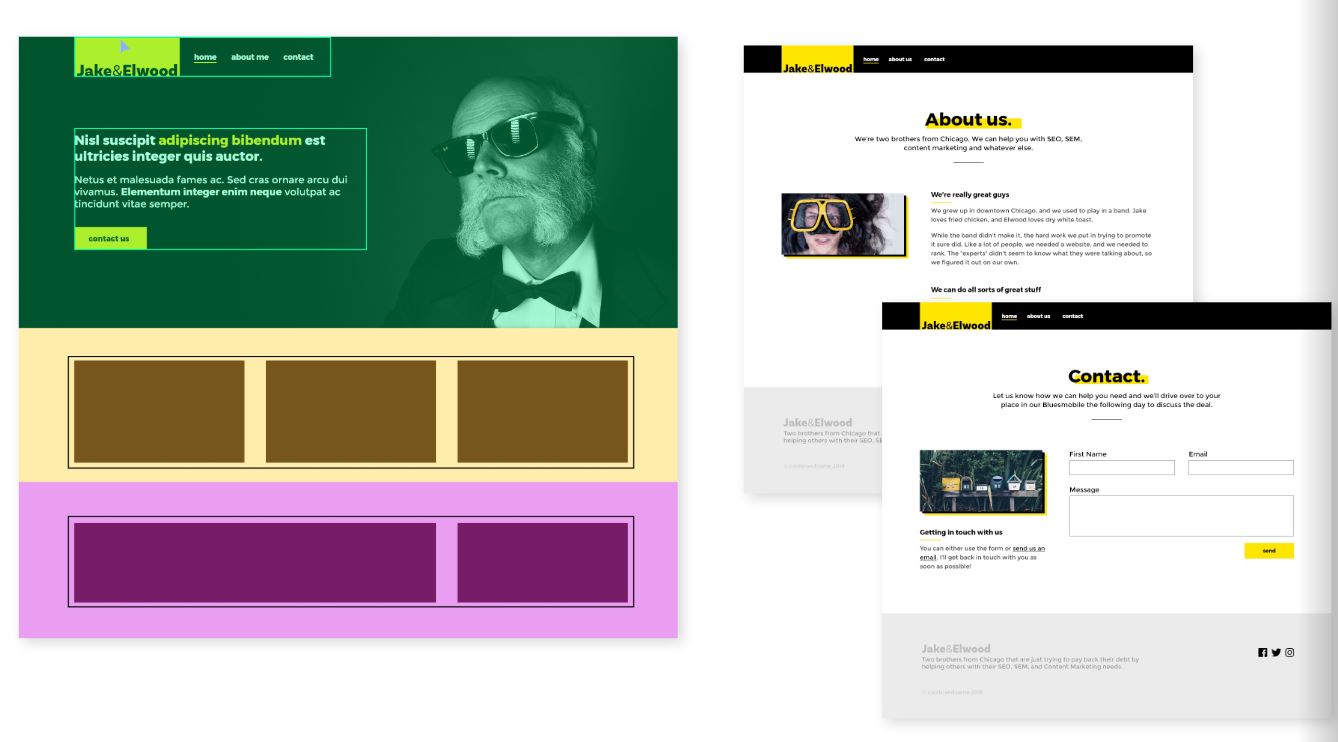 Jake&Elwood
home about me contact
Nisl suscipit adipiscing bibendum est
ultricies integer quis auctor.
Netus et malesuada fames ac. Sed cras ornare arcu dui
vivamus. Elementum integer enim neque volutpat ac
tincidunt vitae semper.
contact us
Jake&Elwood
home about us contact
About us.
We're two brothers from Chicago. We can help you with SEO, SEM,
content marketing and whatever else.
We're really great guys
We grew up in downtown Chicago, and we used to play in a band. Jake
loves fried chicken, and Elwood loves dry white toast.
While the band didn't make it, the hard work we put in trying to promote
it sure did. Like a lot of people, we needed a website, and we needed to
rank. The "experts" didn't seem to know what they were talking about, so
we figured it out on our own.
We can do all sorts of great stuff
Jake&Elwood
Two brothers from Chicago that
helping others with their SEO, SE
Jake&Elwood
home about us contact
Contact.
Let us know how we can help you need and we'll drive over to your
place in our Bluesmobile the following day to discuss the deal.
First Name
Email
Message
send
Getting in touch with us
You can either use the form or send us an
email. I'll get back in touch with you as
soon as possible!
Jake&Elwood
Two brothers from Chicago that are just trying to pay back their debt by
helping others with their SEO, SEM, and Content Marketing needs.